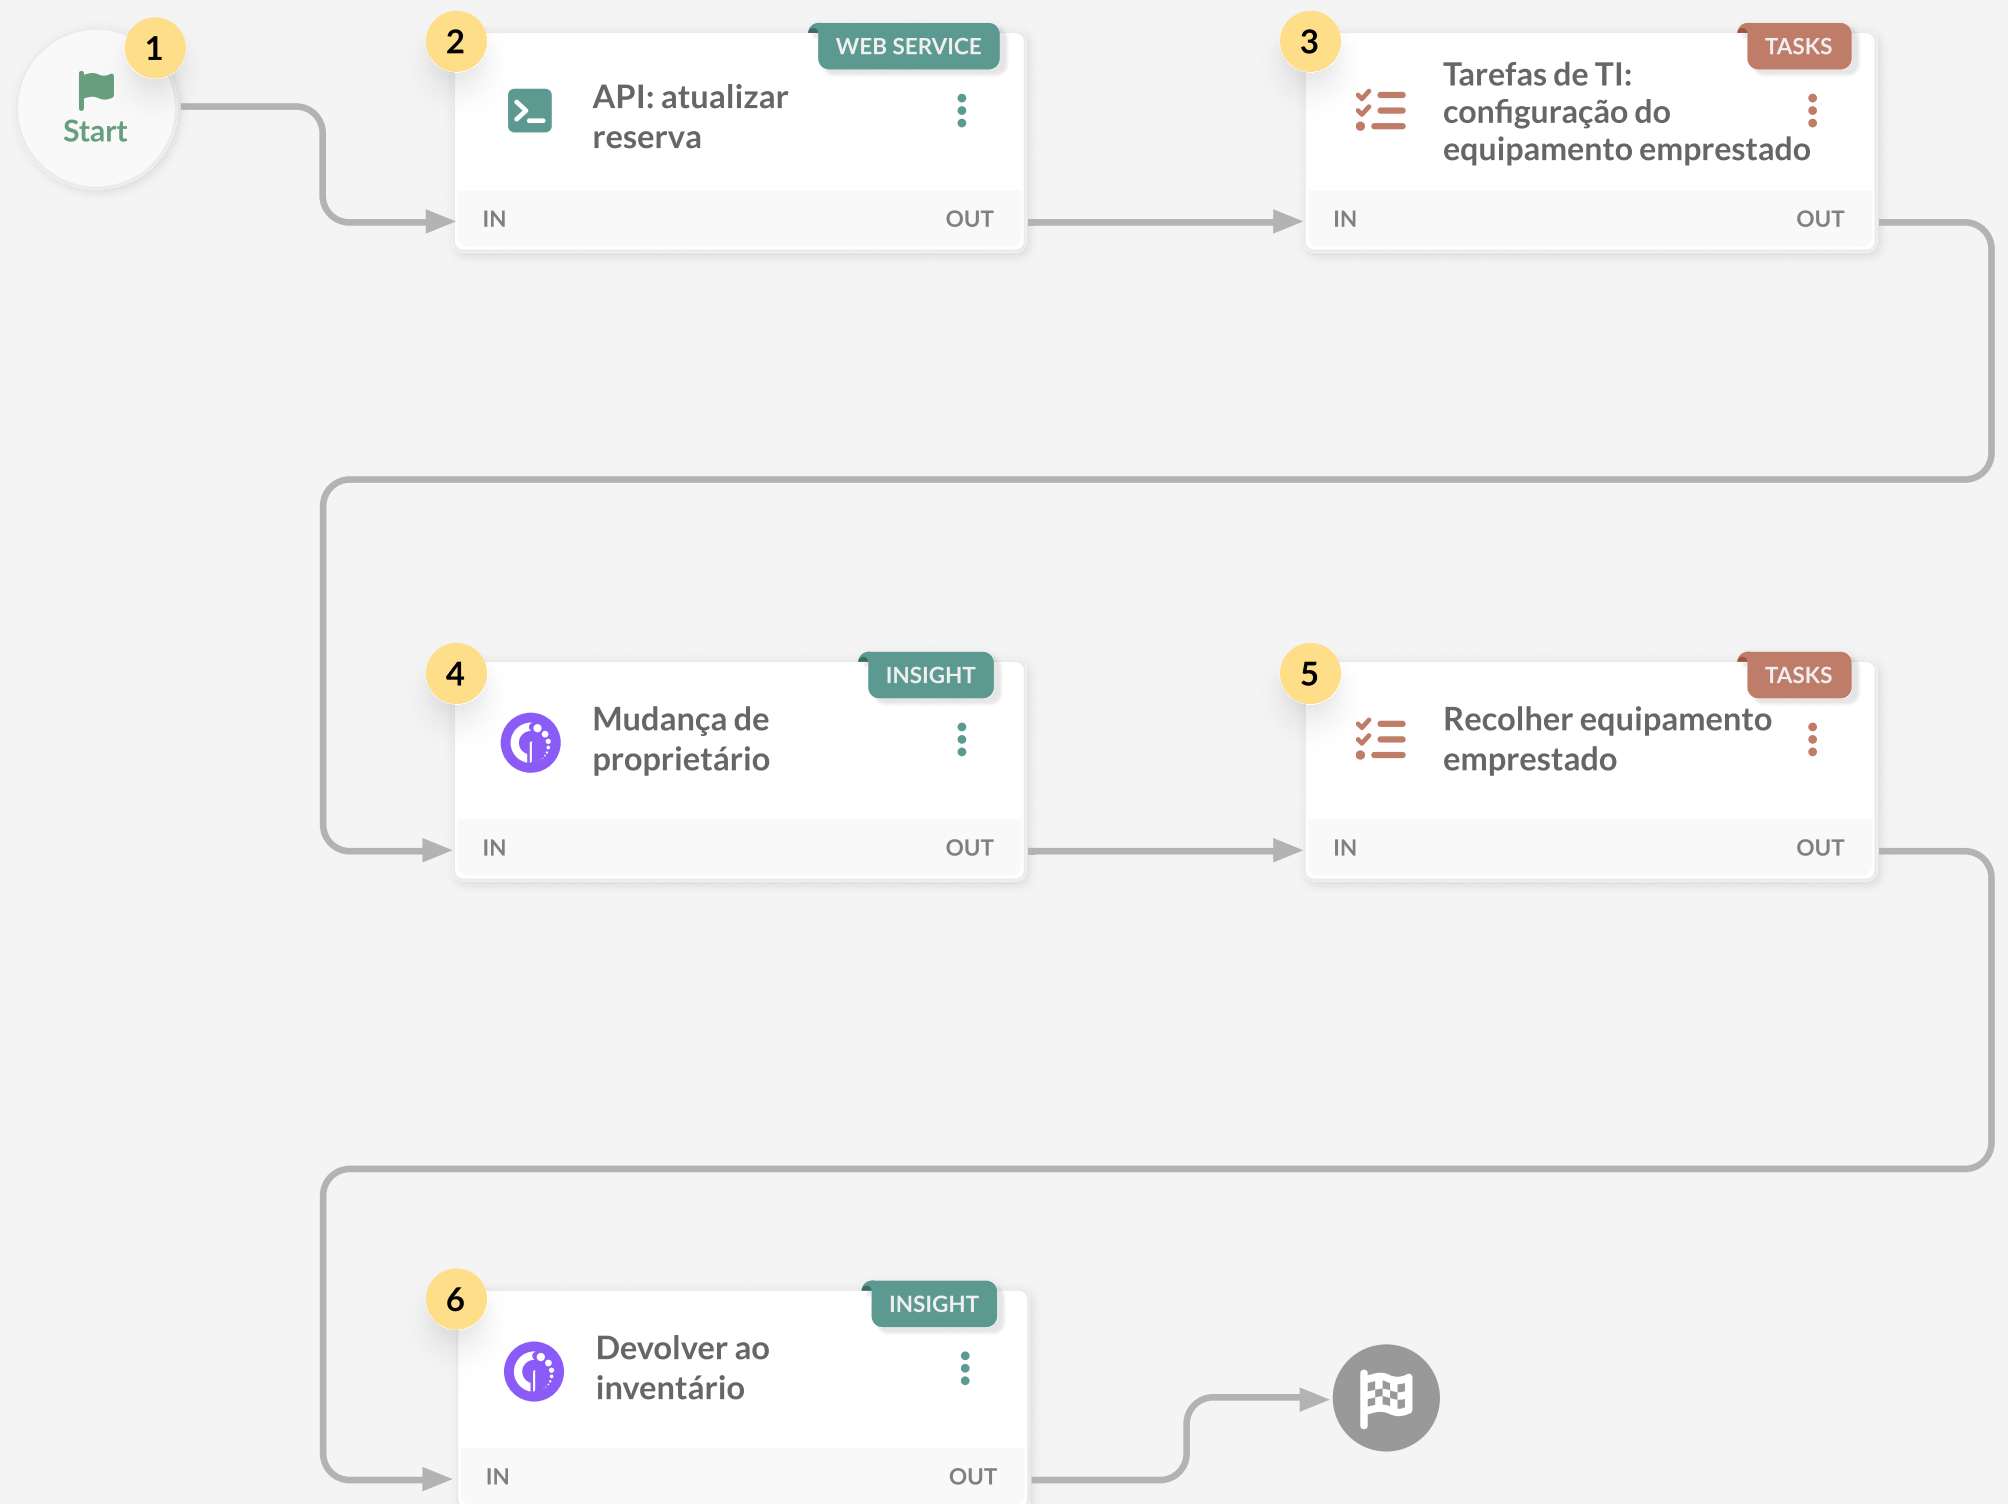 1
Start
2
WEB SERVICE
API: atualizar
reserva
IN
OUT
3
TASKS
Tarefas de TI:
configuração do
equipamento emprestado
IN
OUT
4
INSIGHT
Mudança de
proprietário
IN
OUT
5
TASKS
Recolher equipamento
emprestado
IN
OUT
6
INSIGHT
Devolver ao
inventário
IN
OUT